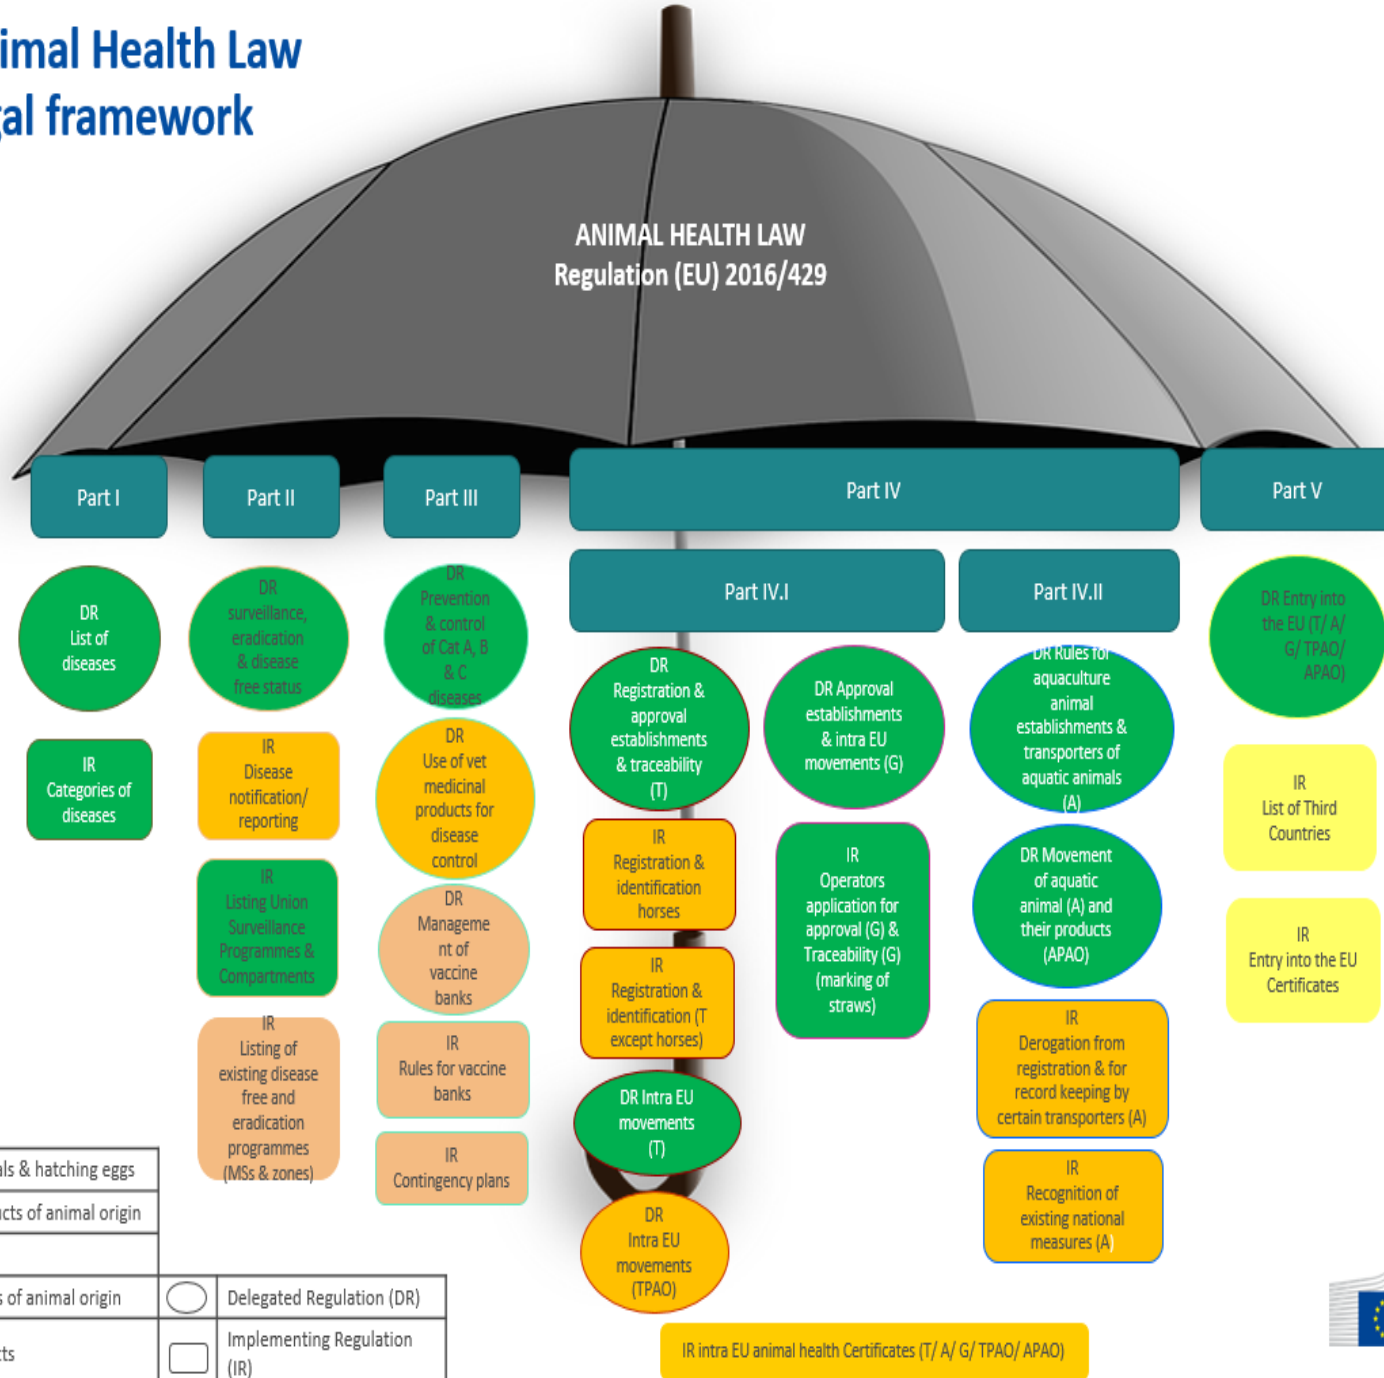 imal Health Law
gal framework
ANIMAL HEALTH LAW
Regulation (EU) 2016/429
Part I
Part II
Part III
Part IV
Part V
Part IV.I
Part IV.II
DR
List of
diseases
IR
Categories of
diseases
DR
surveillance,
eradication
& disease
free status
IR
Disease
notification/
reporting
IR
Listing Union
Surveillance
Programmes &
Compartments
IR
Listing of
existing disease
free and
eradication
programmes
(MSs & zones)
DR
Prevention
& control
of Cat A, B
& C
diseases
DR
Use of vet
medicinal
products for
disease
control
DR
Manageme
nt of
vaccine
banks
IR
Rules for vaccine
banks
IR
Contingency plans
DR
Registration &
approval
establishments
& traceability
(T)
IR
Registration &
identification
horses
IR
Registration &
identification (T
except horses)
DR Intra EU
movements
(T)
DR
Intra EU
movements
(TPAO)
DR Approval
establishments
& intra EU
movements (G)
IR
Operators
application for
approval (G) &
Traceability (G)
(marking of
straws)
DR Rules for
aquaculture
animal
establishments &
transporters of
aquatic animals
(A)
DR Movement
of aquatic
animal (A) and
their products
(APAO)
IR
Derogation from
registration & for
record keeping by
certain transporters (A)
IR
Recognition of
existing national
measures (A)
DR Entry into
the EU (T/ A/
G/ TPAO/
APAO)
IR
List of Third
Countries
IR
Entry into the EU
Certificates
IR intra EU animal health Certificates (T/ A/ G/ TPAO/ APAO)
als & hatching eggs
ucts of animal origin
s of animal origin
Delegated Regulation (DR)
cts
Implementing Regulation
(IR)